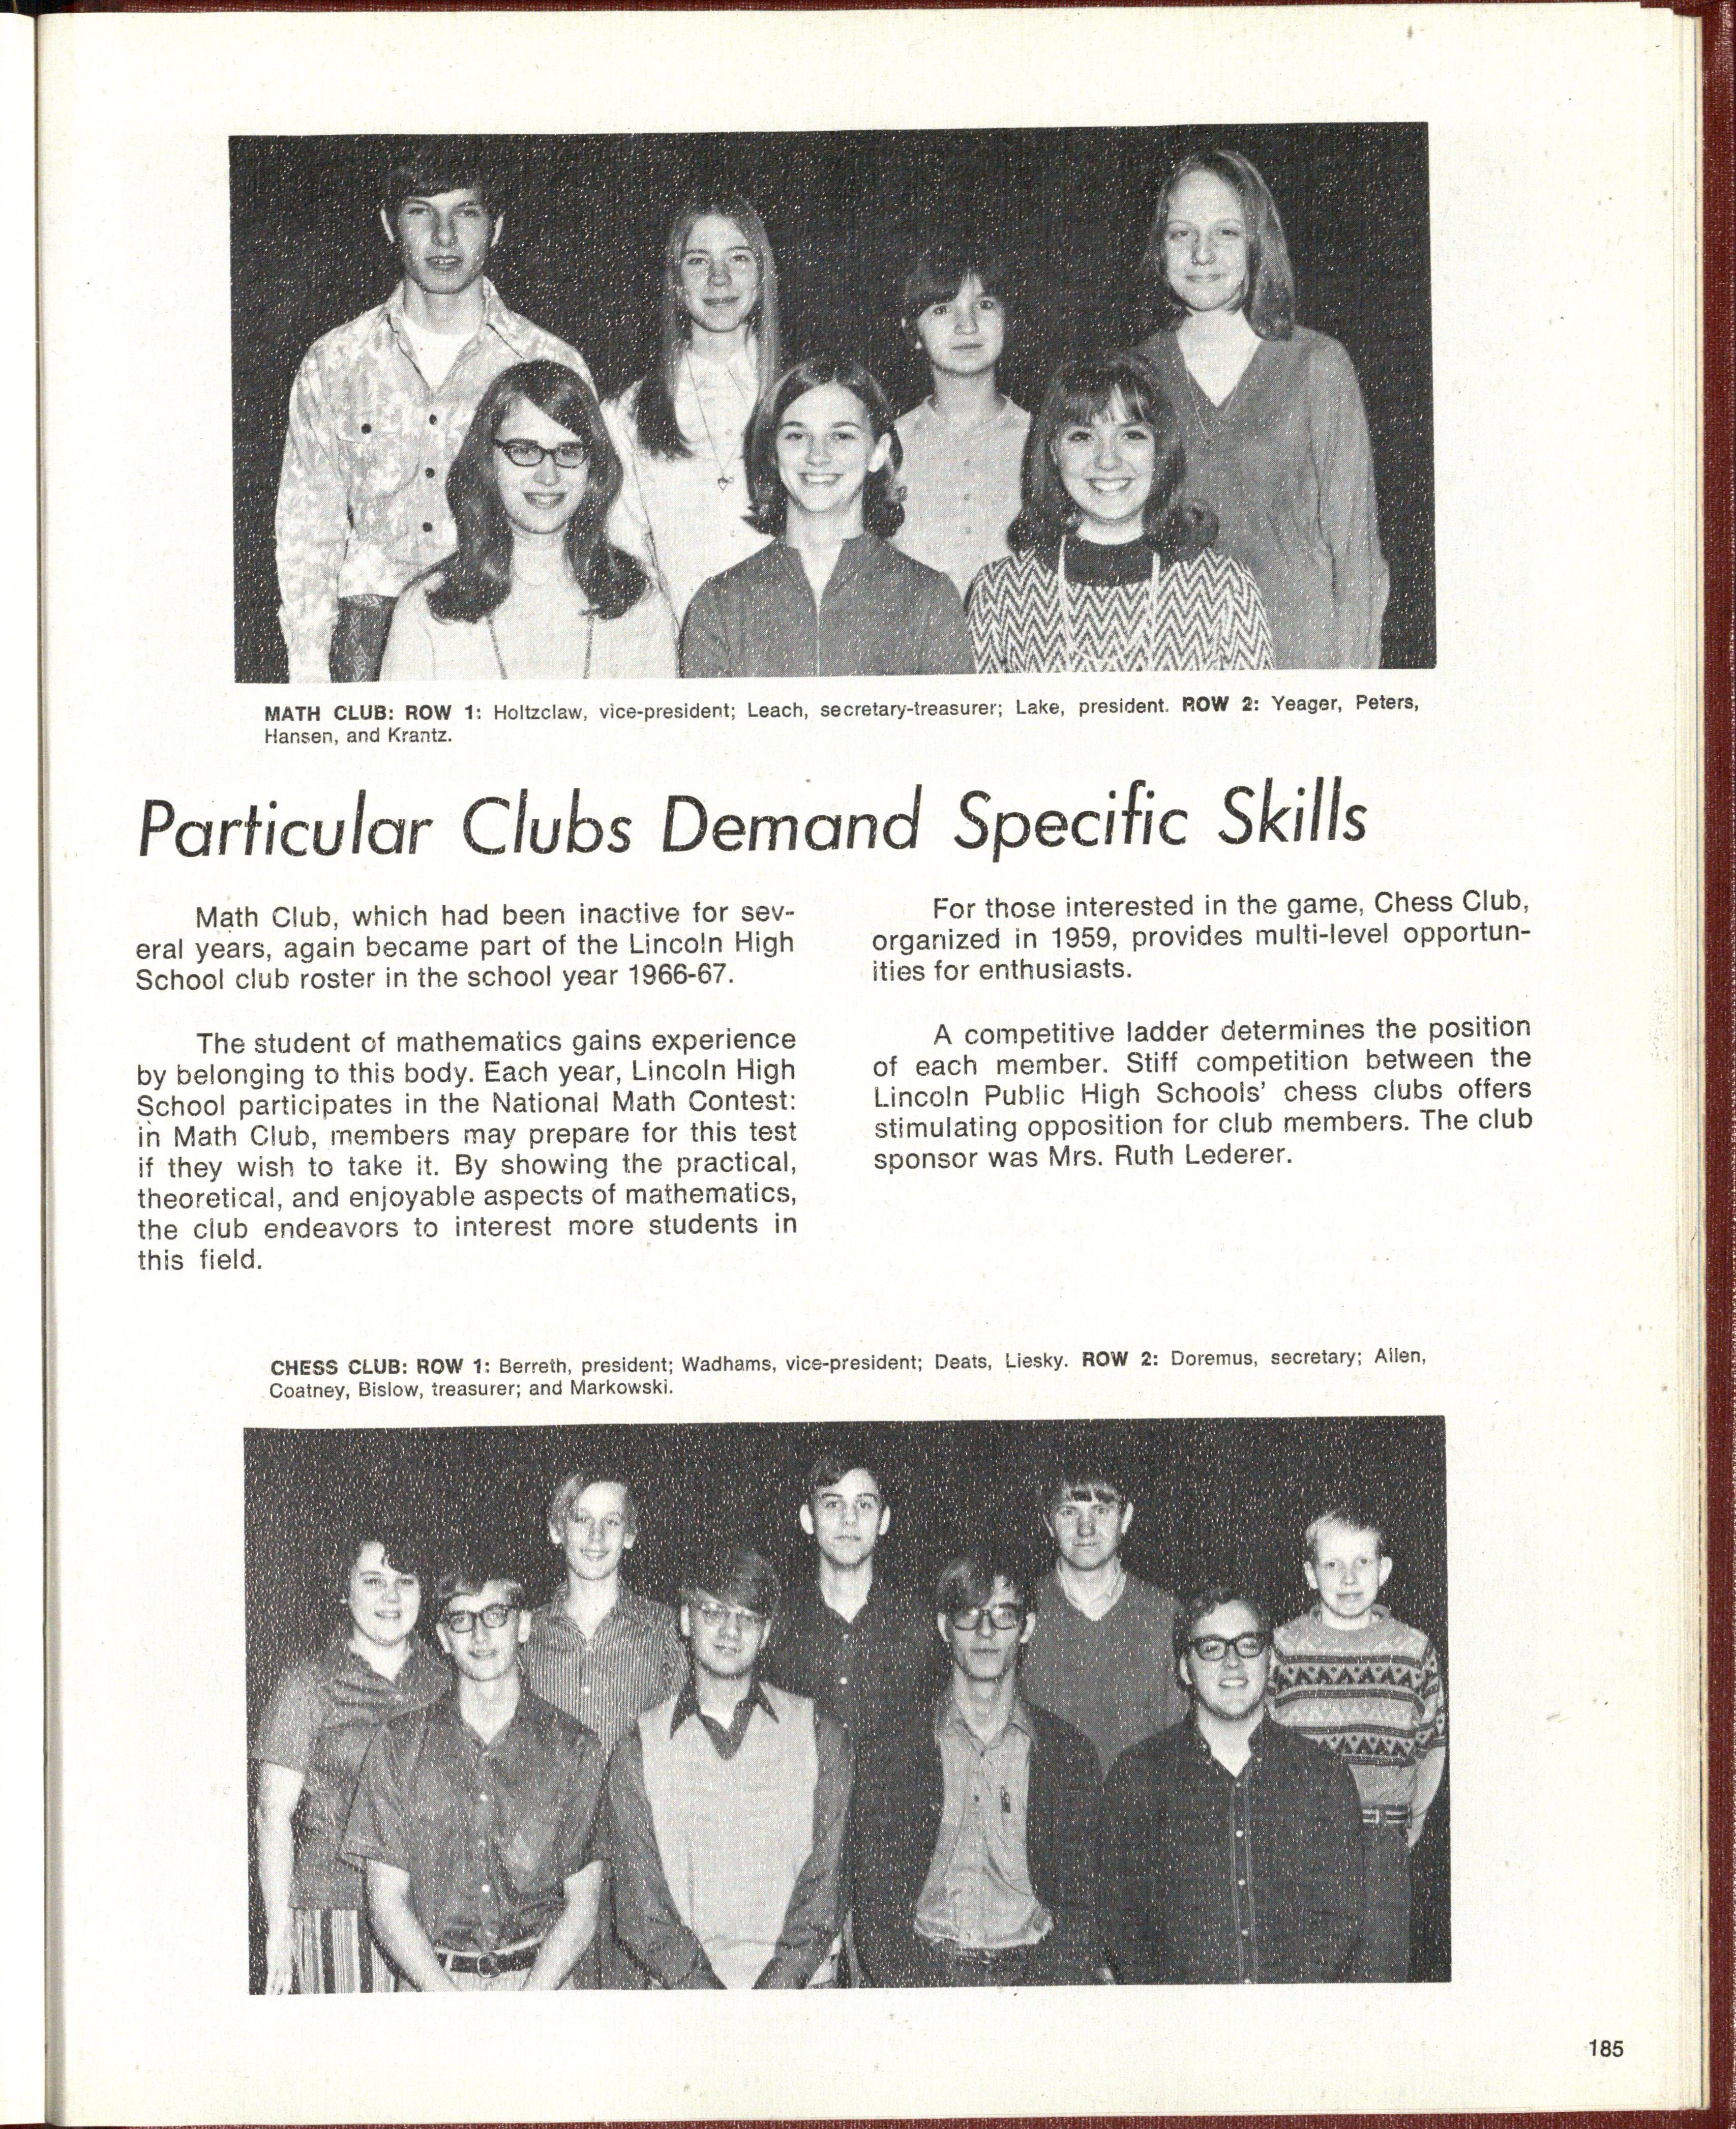 MATH CLUB: ROW 1: Holtzclaw, vice-president; Leach, secretary-treasurer; Lake, president. ROW 2: Yeager, Peters,
Hansen, and Krantz.
Particular Clubs Demand Specific Skills
Math Club, which had been inactive for sev-
eral years, again became part of the Lincoln High
School club roster in the school year 1966-67.
The student of mathematics gains experience
by belonging to this body. Each year, Lincoln High
School participates in the National Math Contest:
in Math Club, members may prepare for this test
if they wish to take it. By showing the practical,
theoretical, and enjoyable aspects of mathematics,
the club endeavors to interest more students in
this field.
For those interested in the game, Chess Club,
organized in 1959, provides multi-level opportun-
ities for enthusiasts.
A competitive ladder determines the position
of each member. Stiff competition between the
Lincoln Public High Schools' chess clubs offers
stimulating opposition for club members. The club
sponsor was Mrs. Ruth Lederer.
CHESS CLUB: ROW 1: Berreth, president; Wadhams, vice-president; Deats, Liesky. ROW 2: Doremus, secretary; Allen,
Coatney, Bislow, treasurer; and Markowski.
185